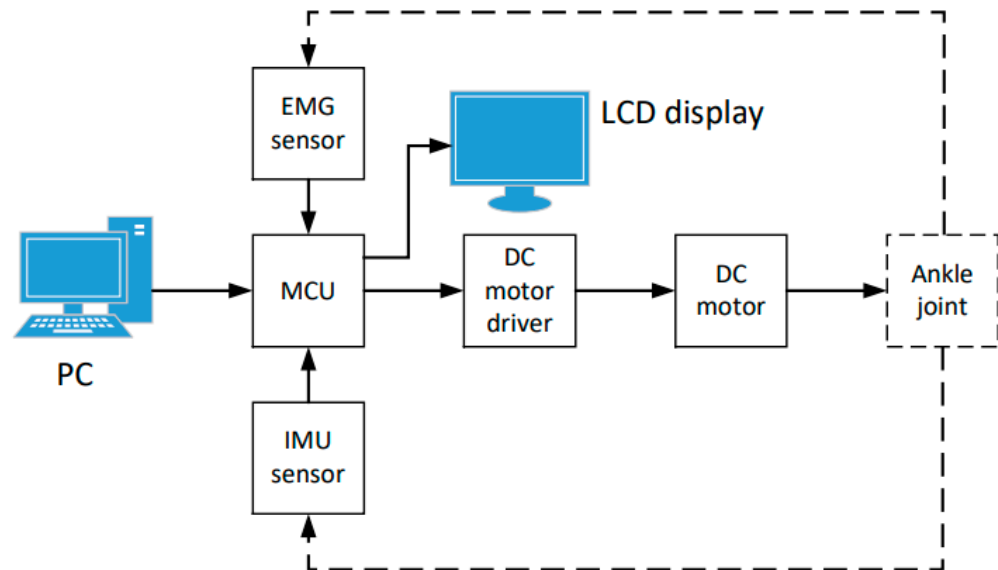 EMG
sensor
LCD display
PC
MCU
DC
motor
driver
DC
motor
Ankle
joint
IMU
sensor